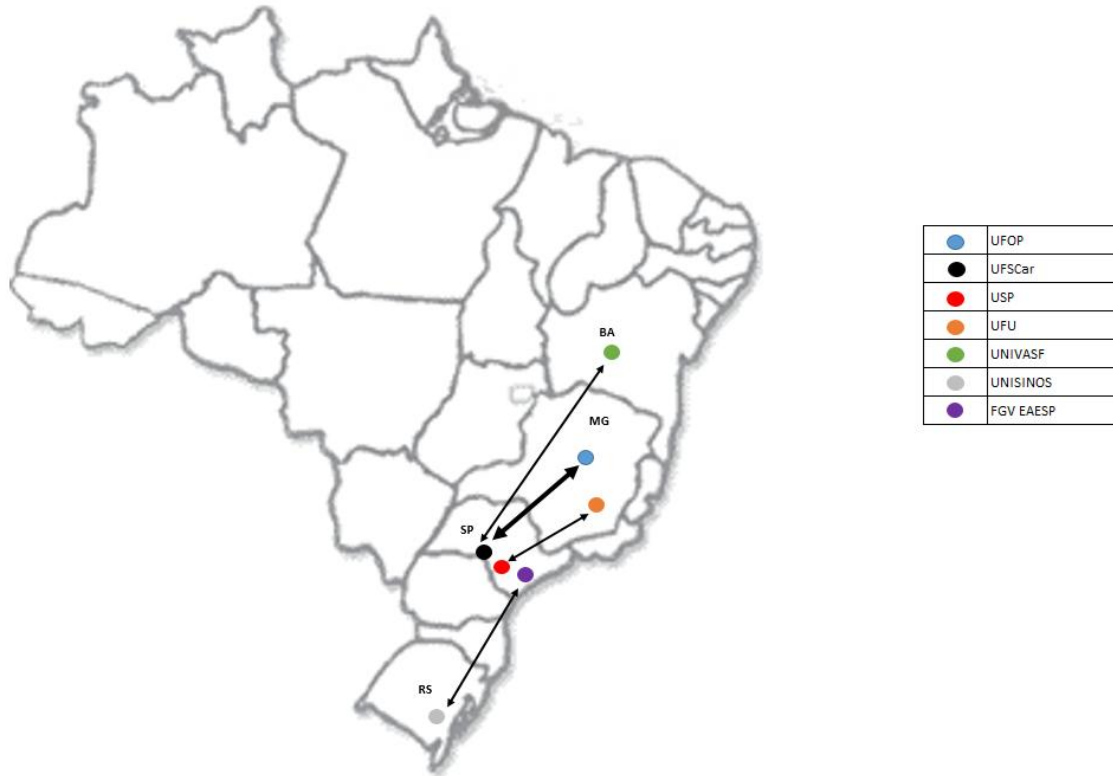 BA
MG
SP
RS
UFOP
UFSCar
USP
UFU
UNIVASF
UNISINOS
FGV EAESP